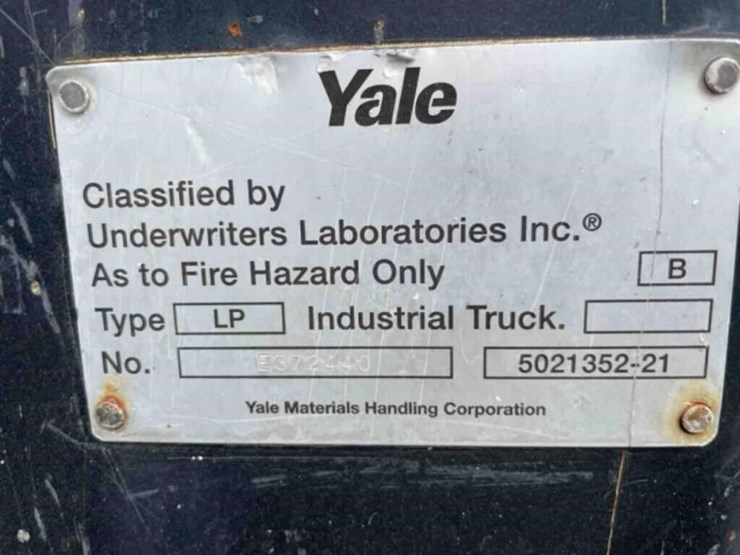 Yale
Classified by
Underwriters Laboratories Inc.®
As to Fire Hazard Only B
Type LP Industrial Truck.
No. E372440 5021352-21
Yale Materials Handling Corporation